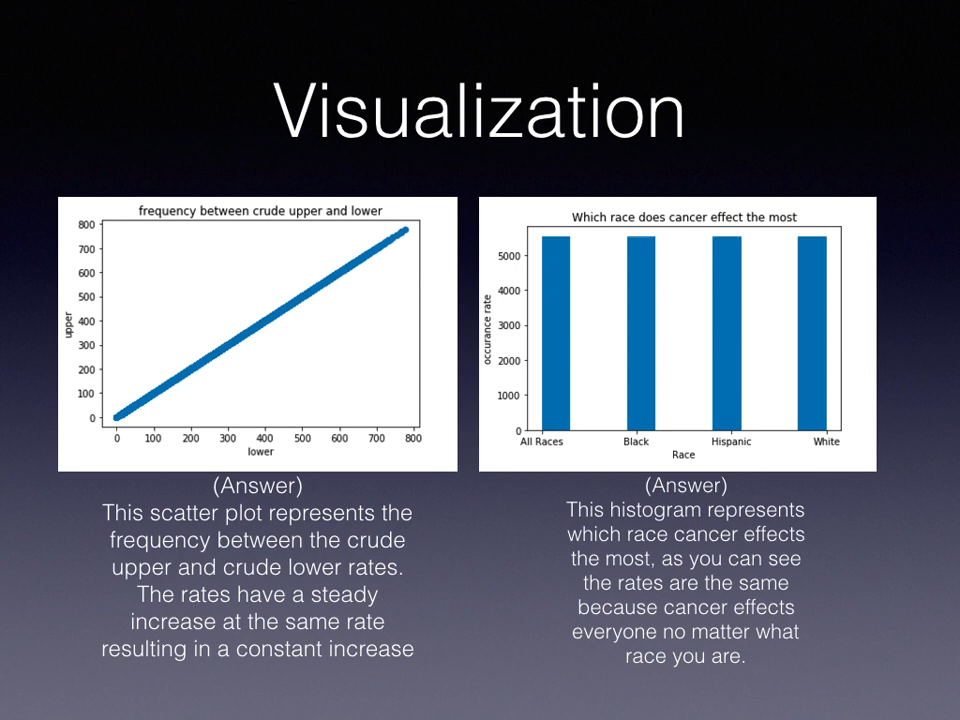 Visualization
frequency between crude upper and lower
800
700
600
500
400
300
200
100
0
upper
0 100 200 300 400 500 600 700 800
lower
Which race does cancer effect the most
5000
4000
3000
2000
1000
0
occurance rate
All Races Black Hispanic White
Race
(Answer)
This scatter plot represents the
frequency between the crude
upper and crude lower rates.
The rates have a steady
increase at the same rate
resulting in a constant increase
(Answer)
This histogram represents
which race cancer effects
the most, as you can see
the rates are the same
because cancer effects
everyone no matter what
race you are.